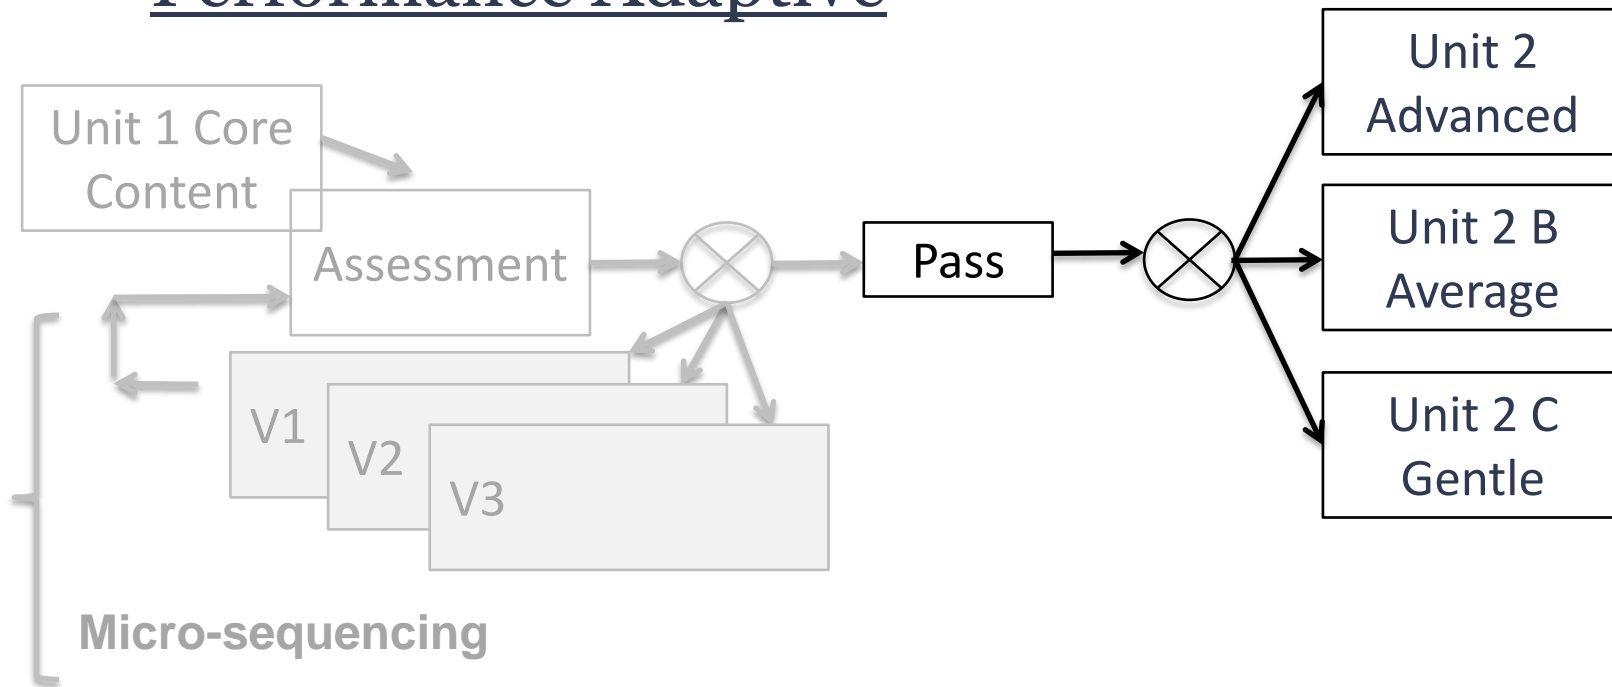 Performance Adaptive
Unit 1 Core
Content
Assessment
Pass
Unit 2
Advanced
Unit 2 B
Average
Unit 2 C
Gentle
V1
V2
V3
Micro-sequencing